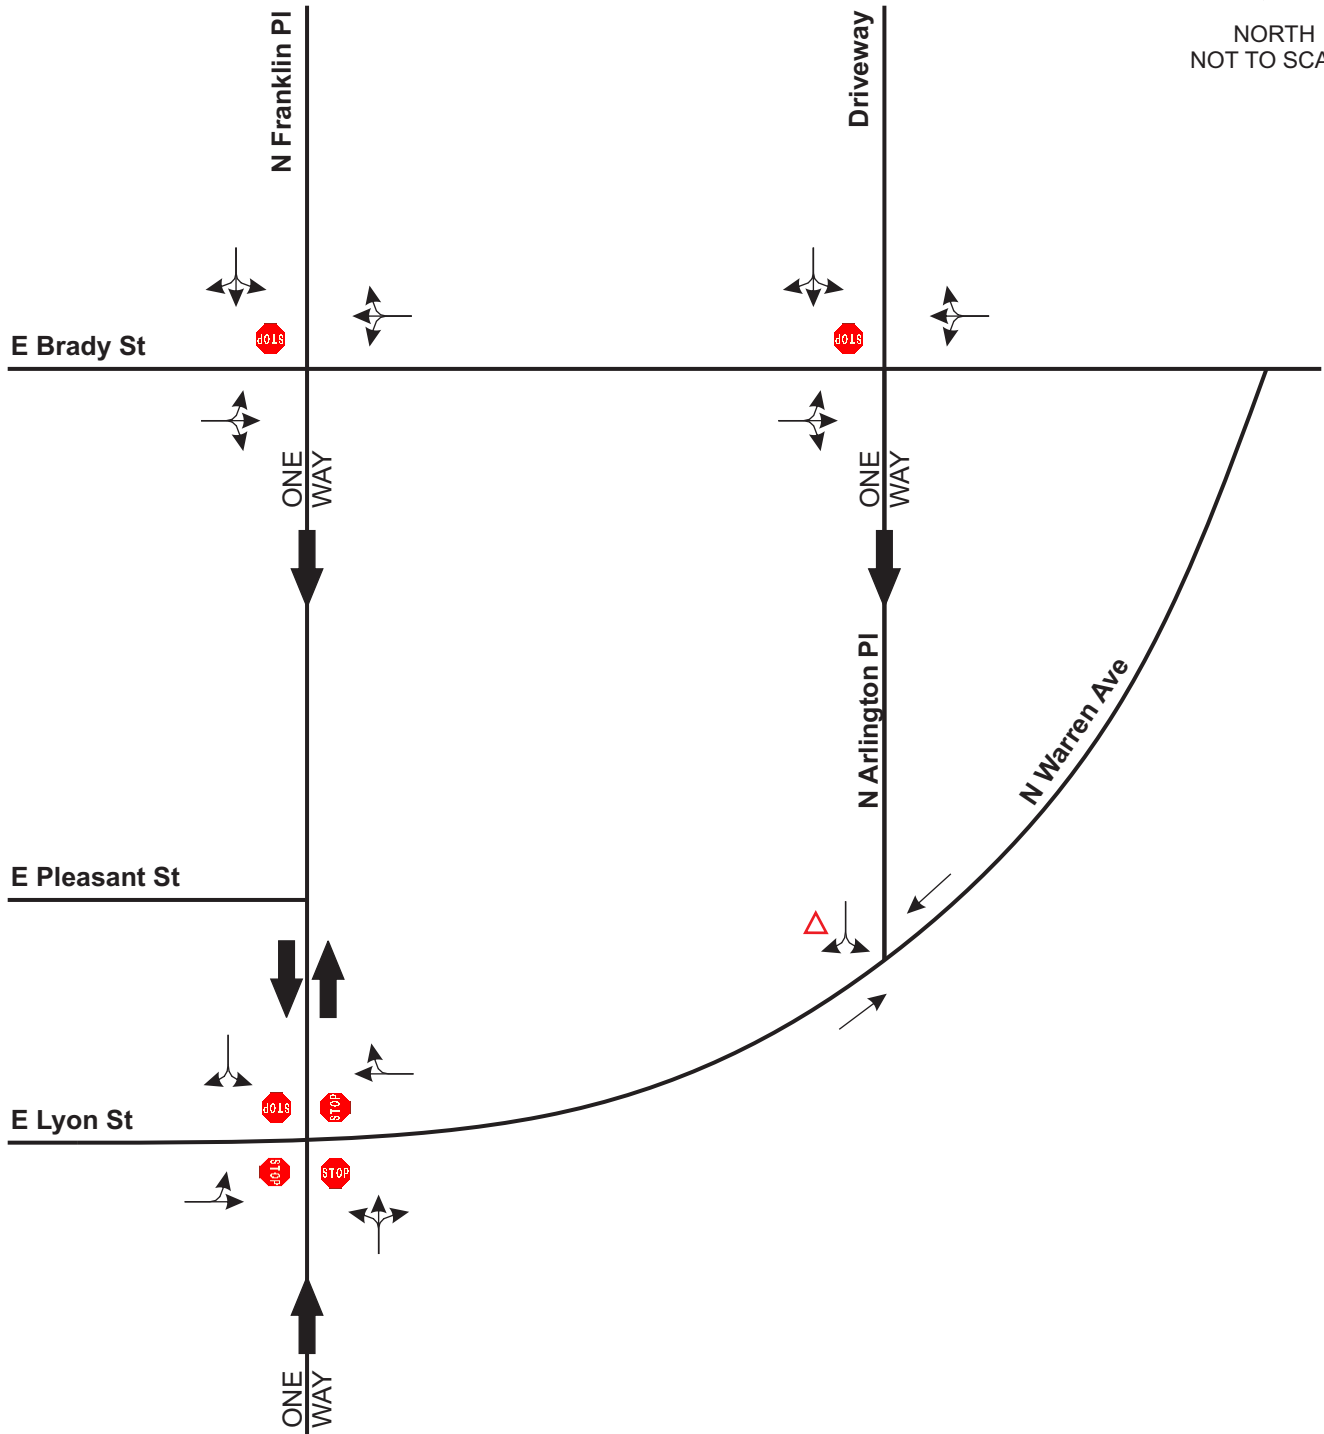 N Franklin Pl
Driveway
NORTH
NOT TO SCA
STOP
STOP
E Brady St
ONE
WAY
ONE
WAY
N Arlington Pl
N Warren Ave
E Pleasant St
STOP
STOP
E Lyon St
STOP
STOP
ONE
WAY